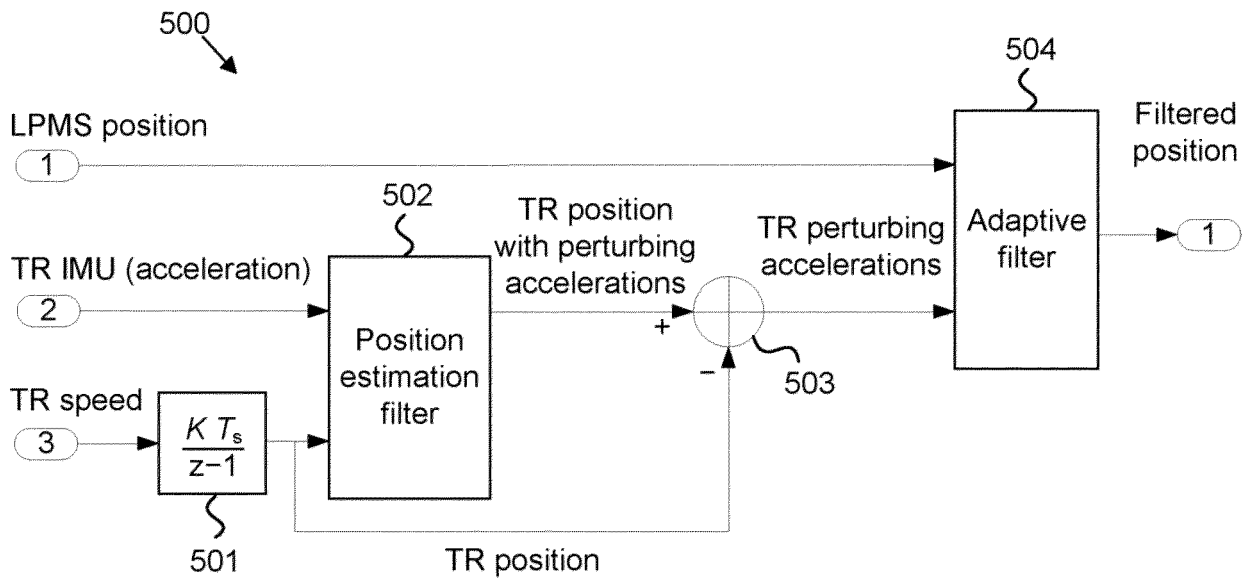 500
504
LPMS position
1
Filtered
position
502
TR position
with perturbing
accelerations
TR perturbing
accelerations
Adaptive
filter
1
TR IMU (acceleration)
2
+
Position
estimation
filter
−
503
TR speed
3
K Ts
z−1
501
TR position